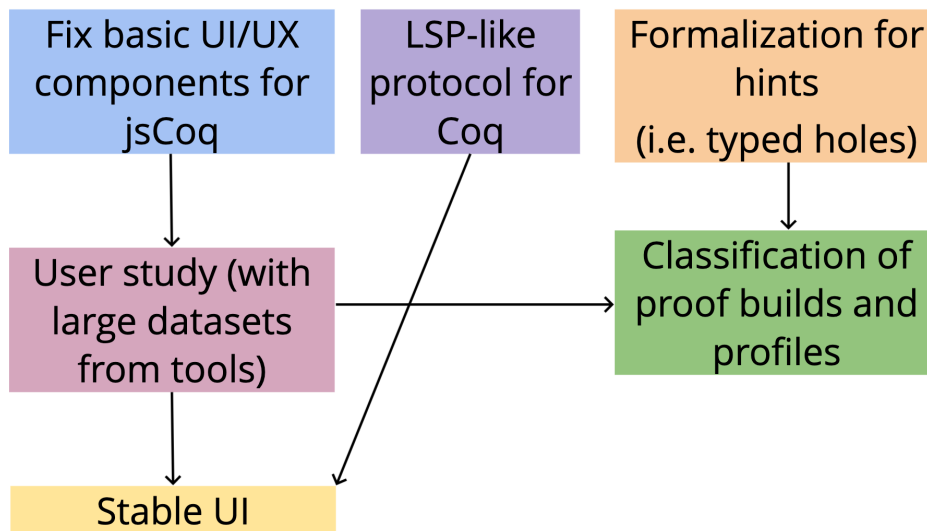 Fix basic UI/UX
components for
jsCoq
LSP-like
protocol for
Coq
Formalization for
hints
(i.e. typed holes)
User study (with
large datasets
from tools)
Classification of
proof builds and
profiles
Stable UI